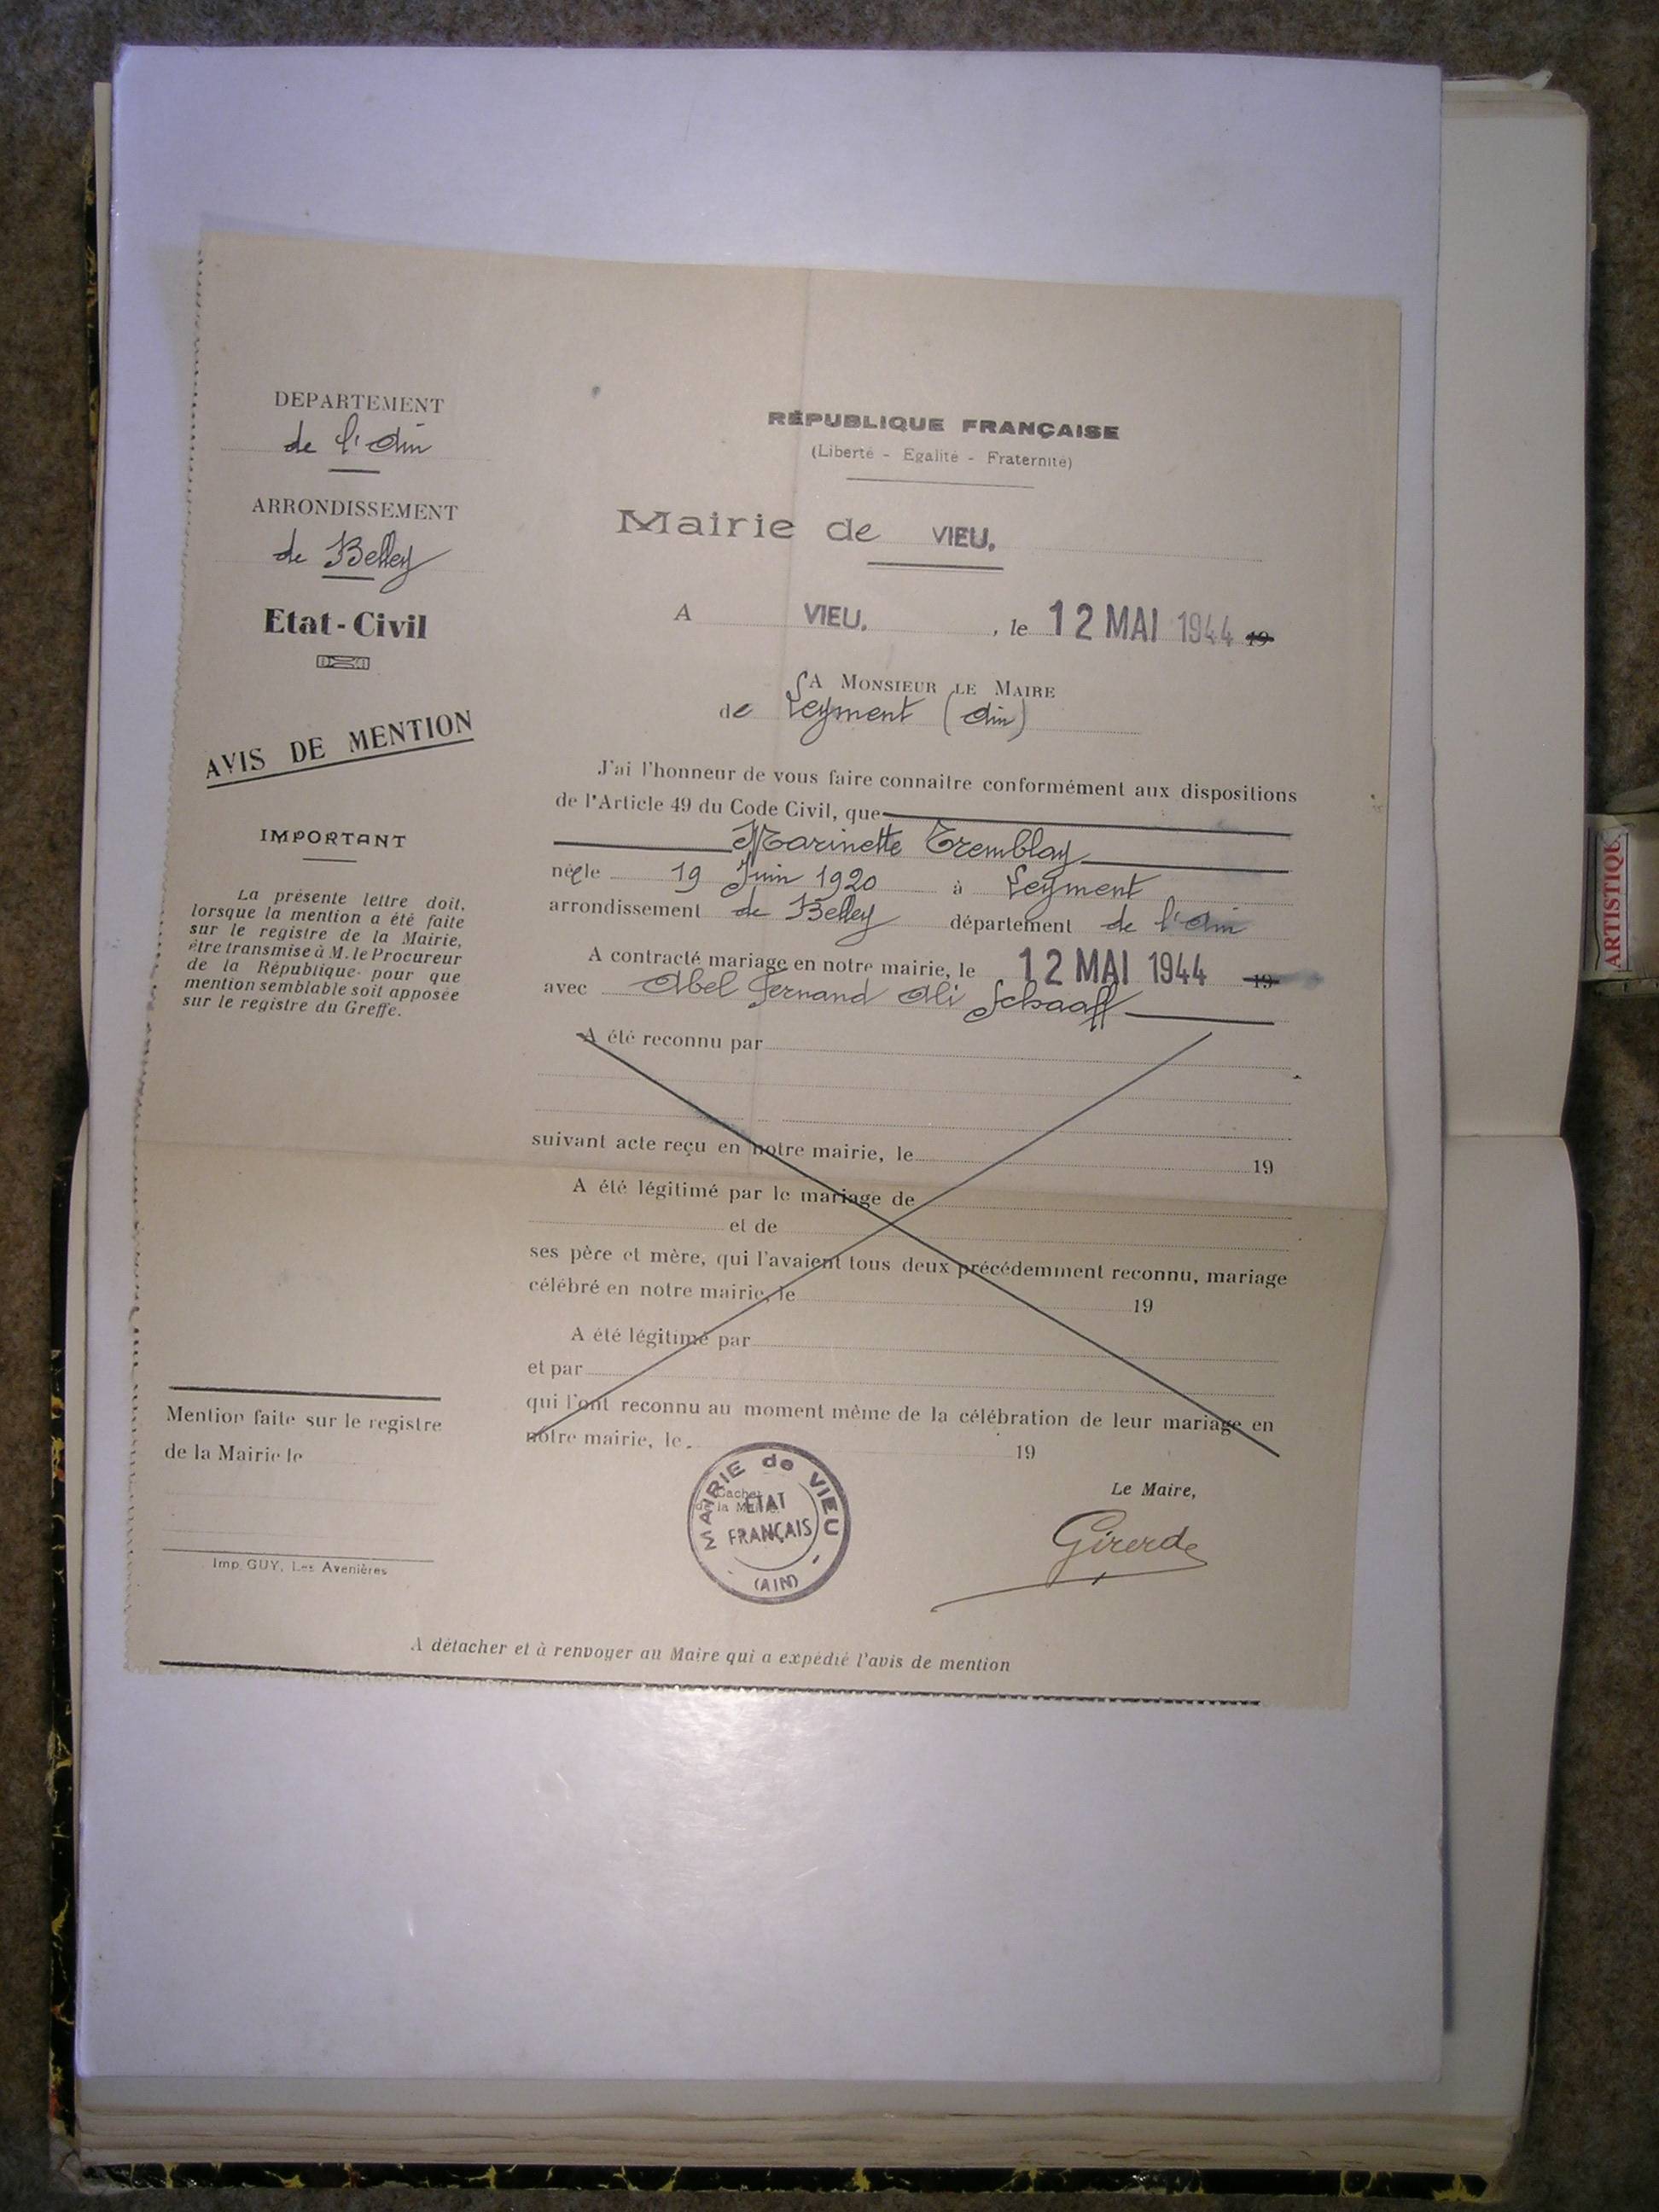 DEPARTEMENT
de l'Ain
ARRONDISSEMENT
de Belley
Etat-Civil
AVIS DE MENTION
IMPORTANT
La présente lettre doit,
lorsque la mention a été faite
sur le registre de la Mairie,
être transmise à M. le Procureur
de la République pour que
mention semblable soit apposée
sur le registre du Greffe.
Mention faite sur le registre
de la Mairie le
Imp. GUY, Les Avenières
RÉPUBLIQUE FRANÇAISE
(Liberté - Egalité - Fraternité)
Mairie de VIEU.
A VIEU. , le 12 MAI 1944 19
A MONSIEUR LE MAIRE
de Leyment (Ain)
J'ai l'honneur de vous faire connaitre conformément aux dispositions
de l'Article 49 du Code Civil, que
Marinette Tremblay
née le 19 Juin 1920 à Leyment
arrondissement de Belley département de l'Ain
A contracté mariage en notre mairie, le 12 MAI 1944 19
avec Abel Fernand Ali Schaaff
A été reconnu par
suivant acte reçu en notre mairie, le 19
A été légitimé par le mariage de
et de
ses père et mère, qui l'avaient tous deux précédemment reconnu, mariage
célébré en notre mairie, le 19
A été légitimé par
et par
qui l'ont reconnu au moment même de la célébration de leur mariage en
notre mairie, le 19
Cachet
de la Mairie
MAIRIE de VIEU
ETAT
FRANÇAIS
(AIN)
Le Maire,
A détacher et à renvoyer au Maire qui a expédié l'avis de mention
ARTISTIQUE